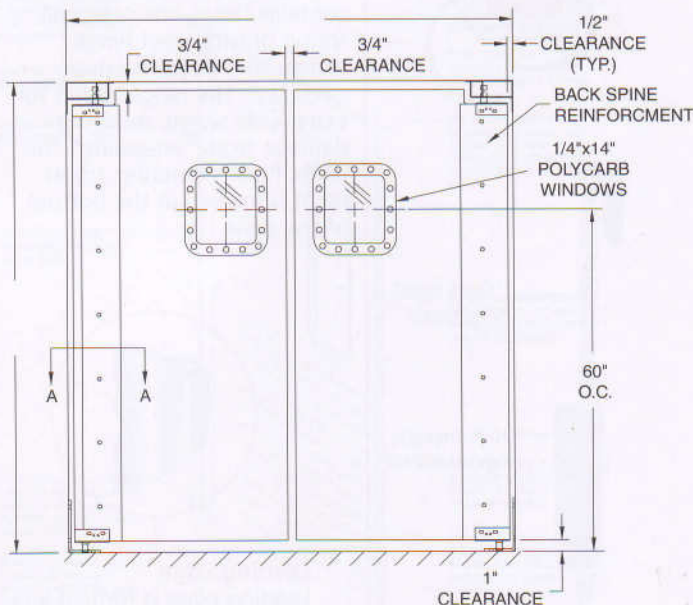 1/2"
CLEARANCE
(TYP.)
3/4"
CLEARANCE
3/4"
CLEARANCE
BACK SPINE
REINFORCMENT
1/4"x14"
POLYCARB
WINDOWS
A
A
60"
O.C.
1"
CLEARANCE